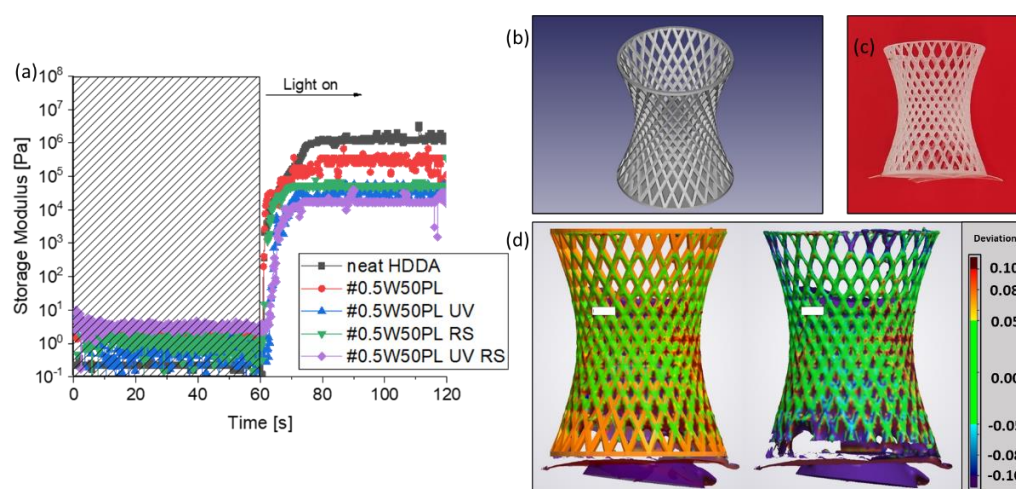 (a)
10⁸
10⁷
10⁶
10⁵
10⁴
10³
10²
10¹
10⁰
10⁻¹
Storage Modulus [Pa]
Light on
neat HDDA
#0.5W50PL
#0.5W50PL UV
#0.5W50PL RS
#0.5W50PL UV RS
0 20 40 60 80 100 120
Time [s]
(b)
(c)
(d)
Deviation
0.10
0.08
0.05
0.00
-0.05
-0.08
-0.10